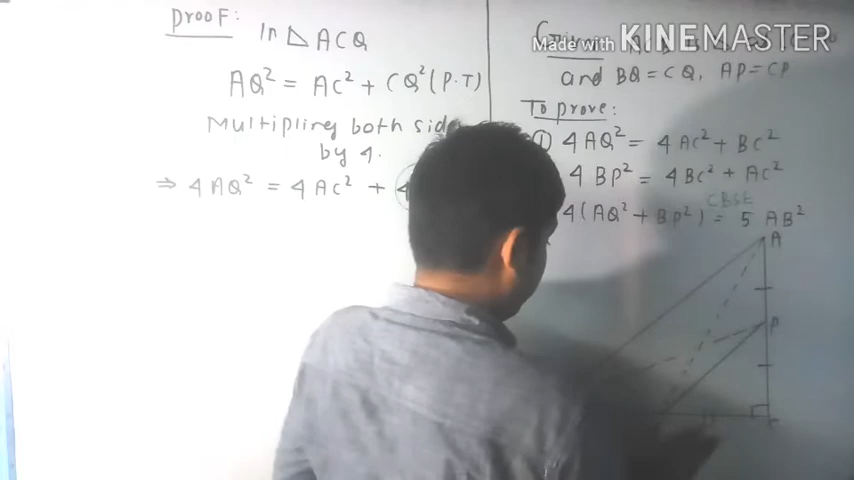 Proof:
In △ACQ
AQ² = AC² + CQ² (P.T)
Multipling both side
by 4.
⇒ 4AQ² = 4AC² + 4
Made with KINEMASTER
and BQ = CQ, AP = CP
To prove:
① 4AQ² = 4AC² + BC²
4BP² = 4BC² + AC²
CBSE
4(AQ² + BP²) = 5 AB²
A
P
C